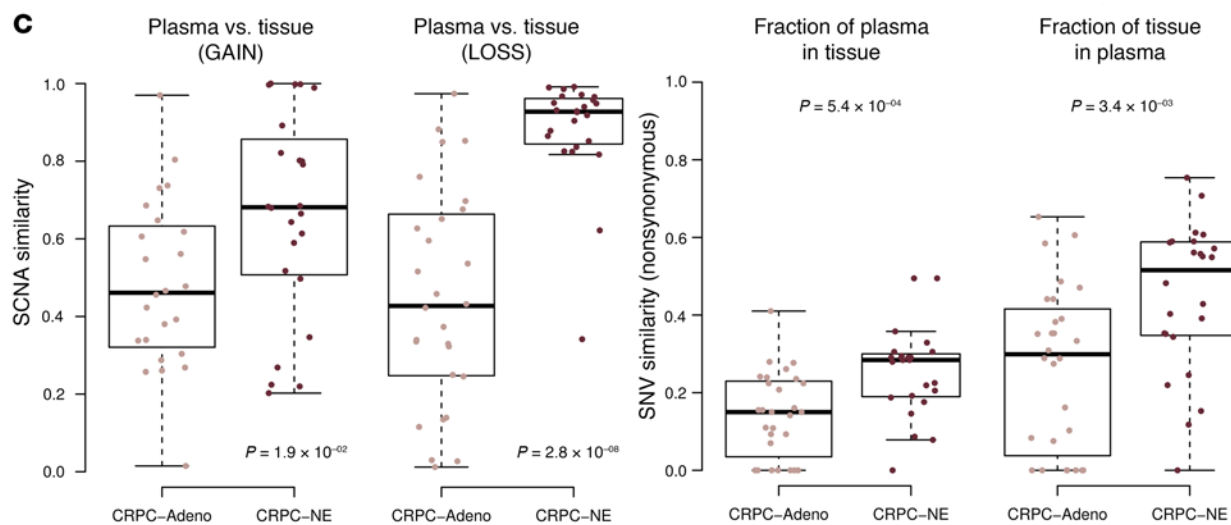 C
Plasma vs. tissue
(GAIN)
Plasma vs. tissue
(LOSS)
Fraction of plasma
in tissue
Fraction of tissue
in plasma
SCNA similarity
1.0
0.8
0.6
0.4
0.2
0.0
P = 1.9 × 10⁻⁰²
P = 2.8 × 10⁻⁰⁸
CRPC–Adeno
CRPC–NE
CRPC–Adeno
CRPC–NE
SNV similarity (nonsynonymous)
1.0
0.8
0.6
0.4
0.2
0.0
P = 5.4 × 10⁻⁰⁴
P = 3.4 × 10⁻⁰³
CRPC–Adeno
CRPC–NE
CRPC–Adeno
CRPC–NE